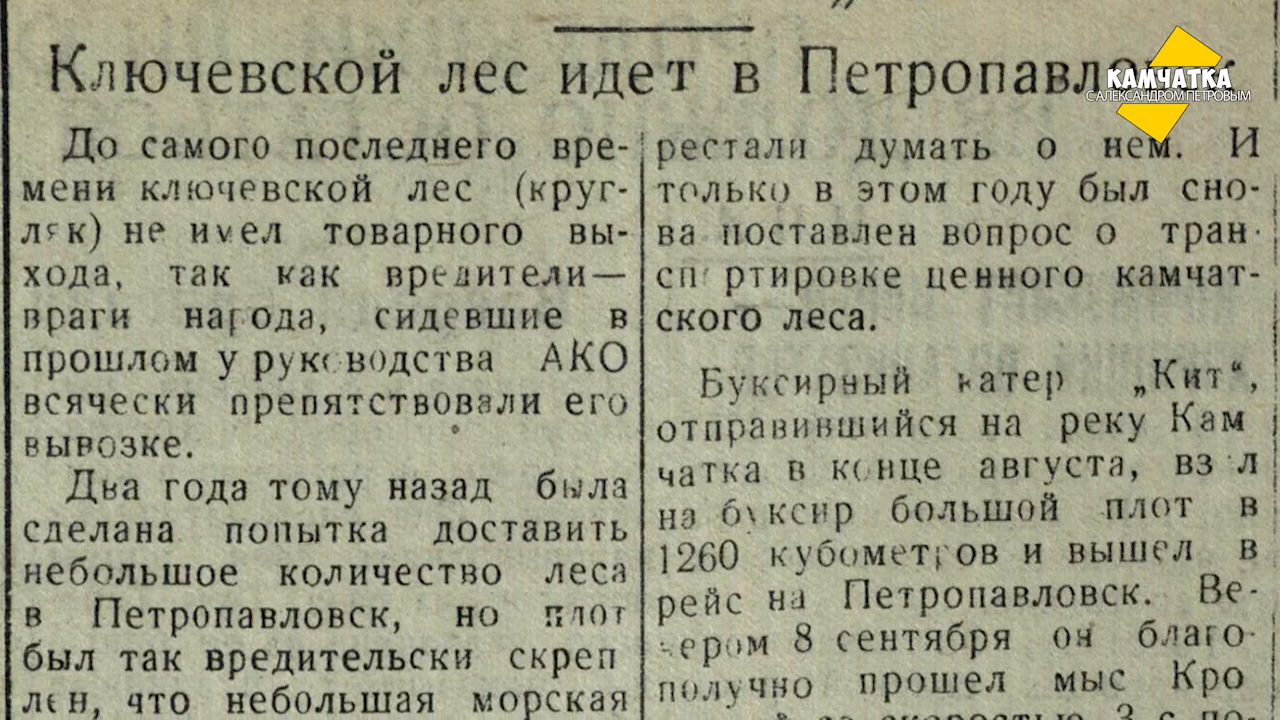 Ключевской лес идет в Петропавловск
КАМЧАТКА
С АЛЕКСАНДРОМ ПЕТРОВЫМ
До самого последнего вре-
мени ключевской лес (круг-
ляк) не имел товарного вы-
хода, так как вредители—
враги народа, сидевшие в
прошлом у руководства АКО
всячески препятствовали его
вывозке.
Два года тому назад была
сделана попытка доставить
небольшое количество леса
в Петропавловск, но плот
был так вредительски скреп
лен, что небольшая морская
рестали думать о нем. И
только в этом году был сно-
ва поставлен вопрос о тран-
спортировке ценного камчат-
ского леса.
Буксирный катер „Кит“,
отправившийся на реку Кам
чатка в конце августа, взял
на буксир большой плот в
1260 кубометров и вышел в
рейс на Петропавловск. Ве-
чером 8 сентября он благо-
получно прошел мыс Кро
со скоростью 3 с по-